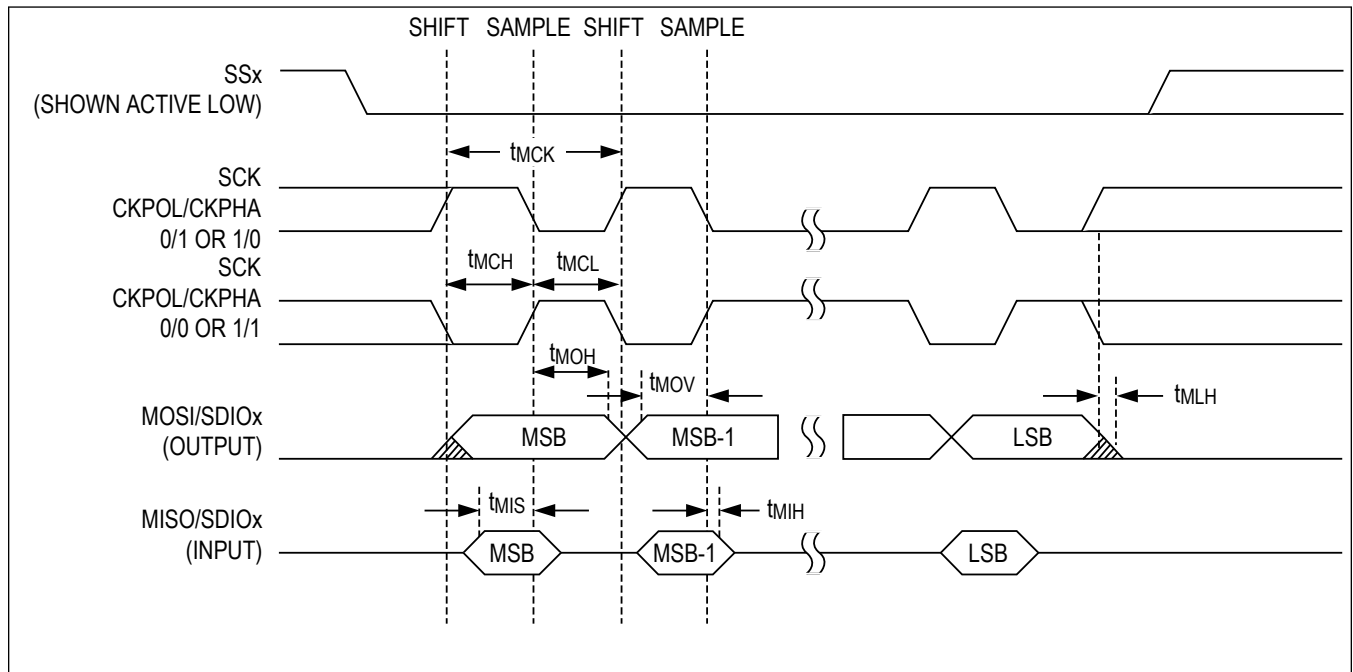 SHIFT SAMPLE SHIFT SAMPLE
SSx
(SHOWN ACTIVE LOW)
tMCK
SCK
CKPOL/CKPHA
0/1 OR 1/0
tMCH tMCL
SCK
CKPOL/CKPHA
0/0 OR 1/1
tMOH
tMOV
tMLH
MOSI/SDIOx
(OUTPUT)
MSB MSB-1 LSB
tMIS
tMIH
MISO/SDIOx
(INPUT)
MSB MSB-1 LSB